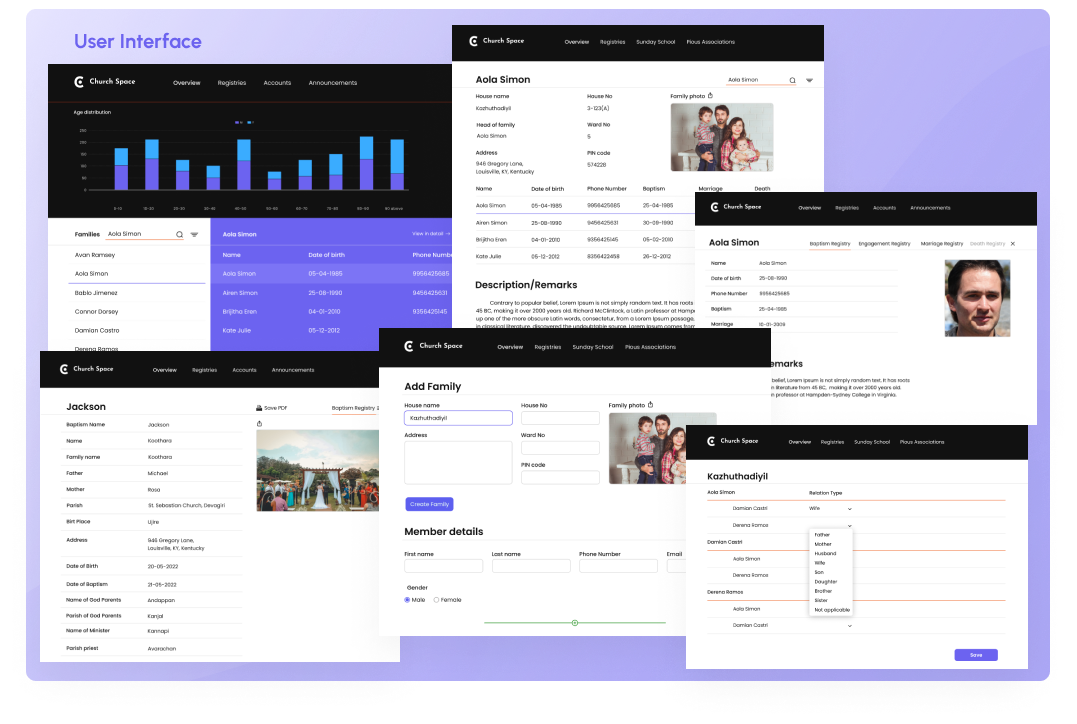 User Interface
Church Space
Overview Registries Accounts Announcements
Age distribution
0-10 10-20 20-30 30-40 40-50 50-60 60-70 70-80 80-90 90 above
Families Aola Simon
Avan Ramsey
Aola Simon
Bablo Jimenez
Connor Dorsey
Damian Castro
Derena Ramos
Aola Simon View in detail →
Name Date of birth Phone Numb
Aola Simon 05-04-1985 9956425685
Airen Simon 25-08-1990 9456425631
Brijitha Eren 04-01-2010 9356425145
Kate Julie 05-12-2012
Church Space
Overview Registries Sunday School Pious Associations
Aola Simon
Aola Simon
House name House No Family photo
Kazhuthadiyil 3-123(A)
Head of family Ward No
Aola Simon 5
Address PIN code
946 Gregory Lane, 574228
Louisville, KY, Kentucky
Name Date of birth Phone Number Baptism Marriage Death
Aola Simon 05-04-1985 9956425685 25-04-1985
Airen Simon 25-08-1990 9456425631 30-09-1990
Brijitha Eren 04-01-2010 9356425145 05-02-2010
Kate Julie 05-12-2012 8356422458 26-12-2012
Description/Remarks
Contrary to popular belief, Lorem Ipsum is not simply random text. It has roots
45 BC, making it over 2000 years old. Richard McClintock, a Latin professor at Hampde
up one of the more obscure Latin words, consectetur, from a Lorem Ipsum passage,
in classical literature, discovered the undoubtable source. Lorem Ipsum comes from
Church Space
Overview Registries Accounts Announcements
Aola Simon
Baptism Registry Engagement Registry Marriage Registry Death Registry ×
Name Aola Simon
Date of birth 25-08-1990
Phone Number 9956425685
Baptism 25-04-1985
Marriage 10-01-2008
emarks
belief, Lorem Ipsum is not simply random text. It has roots
n literature from 45 BC, making it over 2000 years old.
n professor at Hampden-Sydney College in Virginia.
Church Space
Overview Registries Accounts Announcements
Jackson
Save PDF Baptism Registry
Baptism Name Jackson
Name Koothara
Family name Koothara
Father Michael
Mother Rosa
Parish St. Sebastian Church, Devagiri
Birt Place Ujire
Address 946 Gregory Lane,
Louisville, KY, Kentucky
Date of Birth 20-05-2022
Date of Baptism 21-05-2022
Name of God Parents Andappan
Parish of God Parents Kanjal
Name of Minister Kannapi
Parish priest Avarachan
Church Space
Overview Registries Sunday School Pious Associations
Add Family
House name House No Family photo
Kazhuthadiyil
Address Ward No
PIN code
Create Family
Member details
First name Last name Phone Number Email
Gender
Male Female
Church Space
Overview Registries Sunday School Pious Associations
Kazhuthadiyil
Aola Simon Relation Type
Damian Castri Wife
Derena Ramos
Father
Mother
Husband
Wife
Son
Daughter
Brother
Sister
Not applicable
Damian Castri
Aola Simon
Derena Ramos
Derena Ramos
Aola Simon
Damian Castri
Save